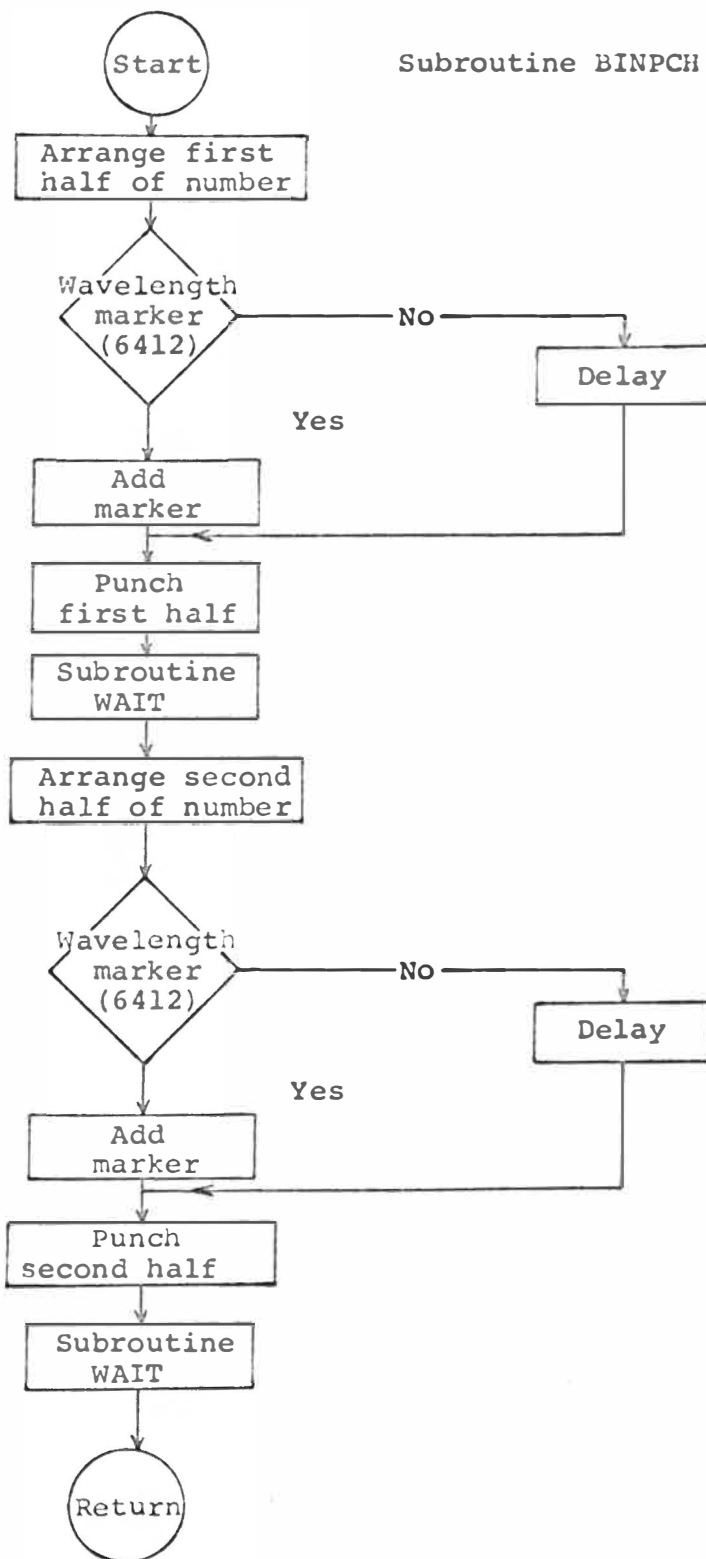 Start
Subroutine BINPCH
Arrange first
half of number
Wavelength
marker
(6412)
No
Delay
Yes
Add
marker
Punch
first half
Subroutine
WAIT
Arrange second
half of number
Wavelength
marker
(6412)
No
Delay
Yes
Add
marker
Punch
second half
Subroutine
WAIT
Return